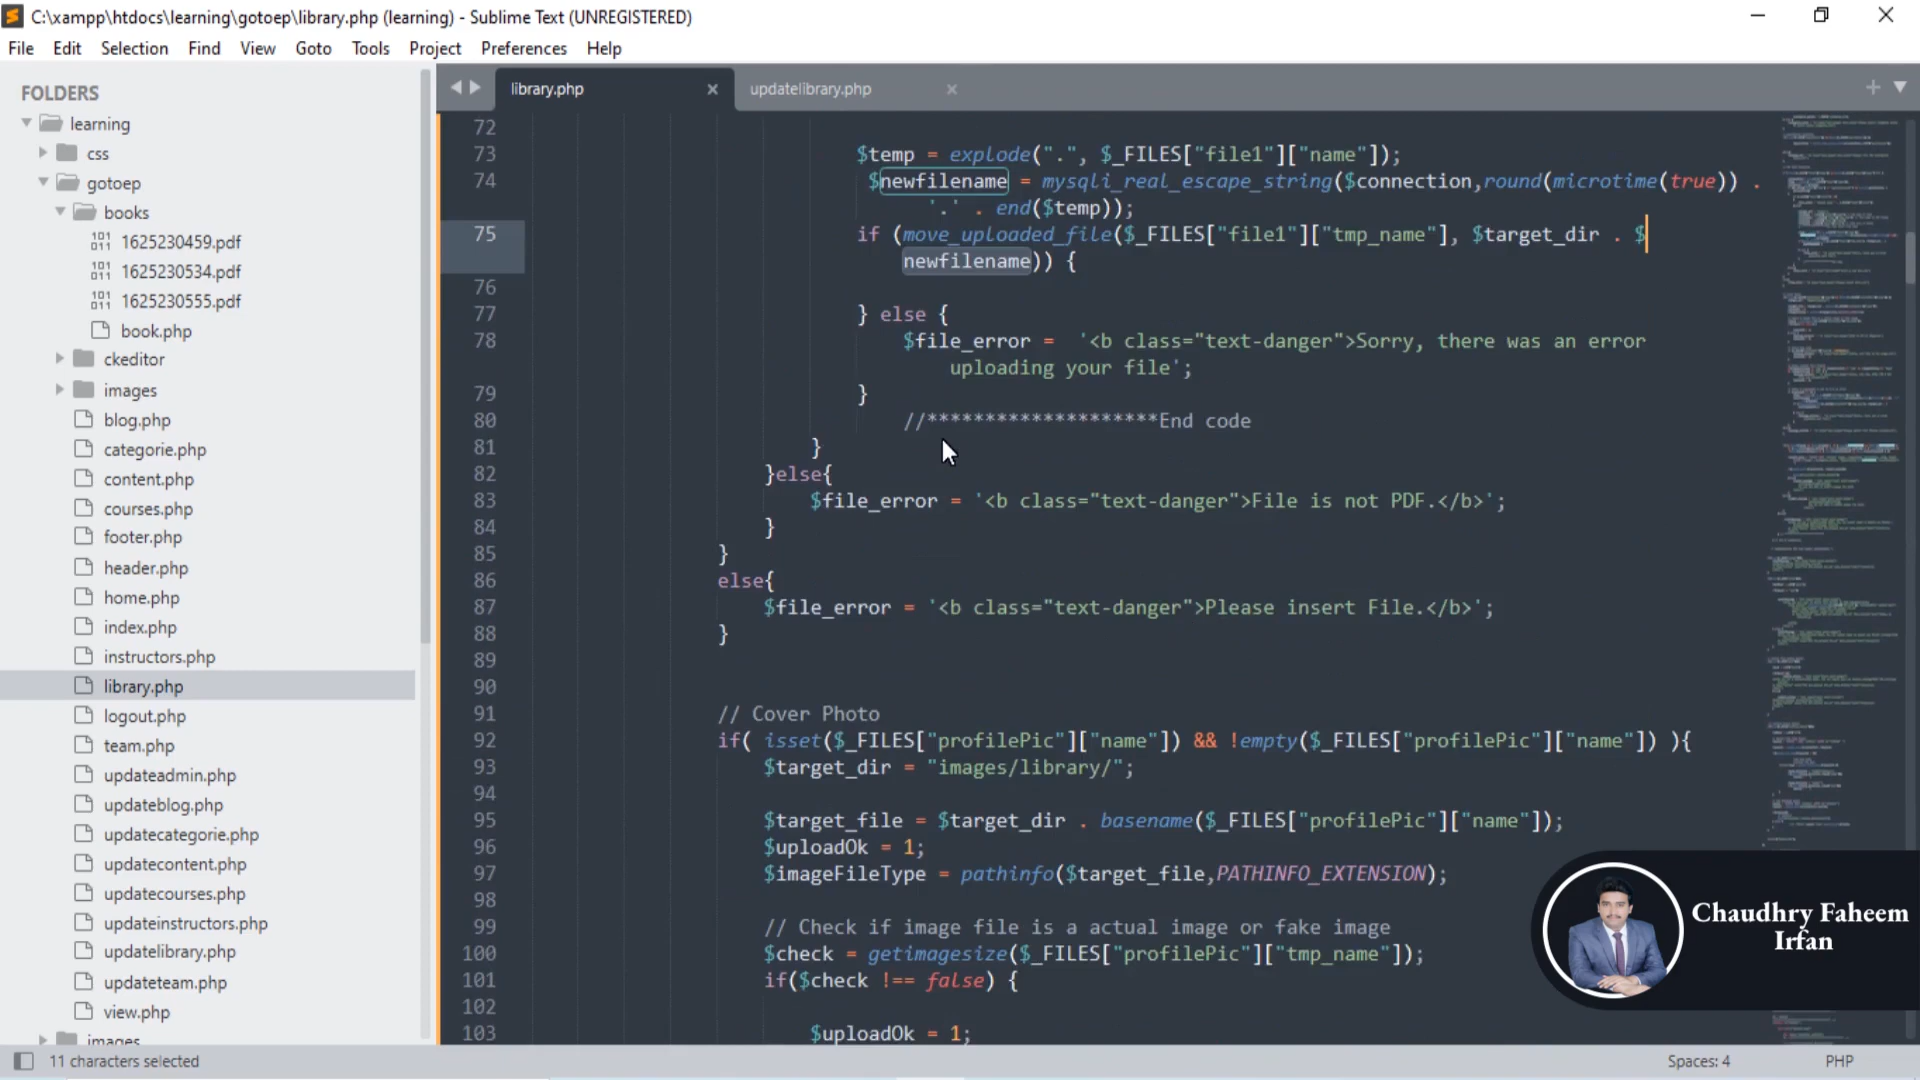 C:\xampp\htdocs\learning\gotoep\library.php (learning) - Sublime Text (UNREGISTERED)
File Edit Selection Find View Goto Tools Project Preferences Help
FOLDERS
learning
css
gotoep
books
1625230459.pdf
1625230534.pdf
1625230555.pdf
book.php
ckeditor
images
blog.php
categorie.php
content.php
courses.php
footer.php
header.php
home.php
index.php
instructors.php
library.php
logout.php
team.php
updateadmin.php
updateblog.php
updatecategorie.php
updatecontent.php
updatecourses.php
updateinstructors.php
updatelibrary.php
updateteam.php
view.php
images
library.php updatelibrary.php
72
73 $temp = explode(".", $_FILES["file1"]["name"]);
74 $newfilename = mysqli_real_escape_string($connection,round(microtime(true)) .
'.' . end($temp));
75 if (move_uploaded_file($_FILES["file1"]["tmp_name"], $target_dir . $
newfilename)) {
76
77 } else {
78 $file_error = '<b class="text-danger">Sorry, there was an error
uploading your file';
79 }
80 //********************End code
81 }
82 }else{
83 $file_error = '<b class="text-danger">File is not PDF.</b>';
84 }
85 }
86 else{
87 $file_error = '<b class="text-danger">Please insert File.</b>';
88 }
89
90
91 // Cover Photo
92 if( isset($_FILES["profilePic"]["name"]) && !empty($_FILES["profilePic"]["name"]) ){
93 $target_dir = "images/library/";
94
95 $target_file = $target_dir . basename($_FILES["profilePic"]["name"]);
96 $uploadOk = 1;
97 $imageFileType = pathinfo($target_file,PATHINFO_EXTENSION);
98
99 // Check if image file is a actual image or fake image
100 $check = getimagesize($_FILES["profilePic"]["tmp_name"]);
101 if($check !== false) {
102
103 $uploadOk = 1;
Chaudhry Faheem
Irfan
11 characters selected
Spaces: 4 PHP